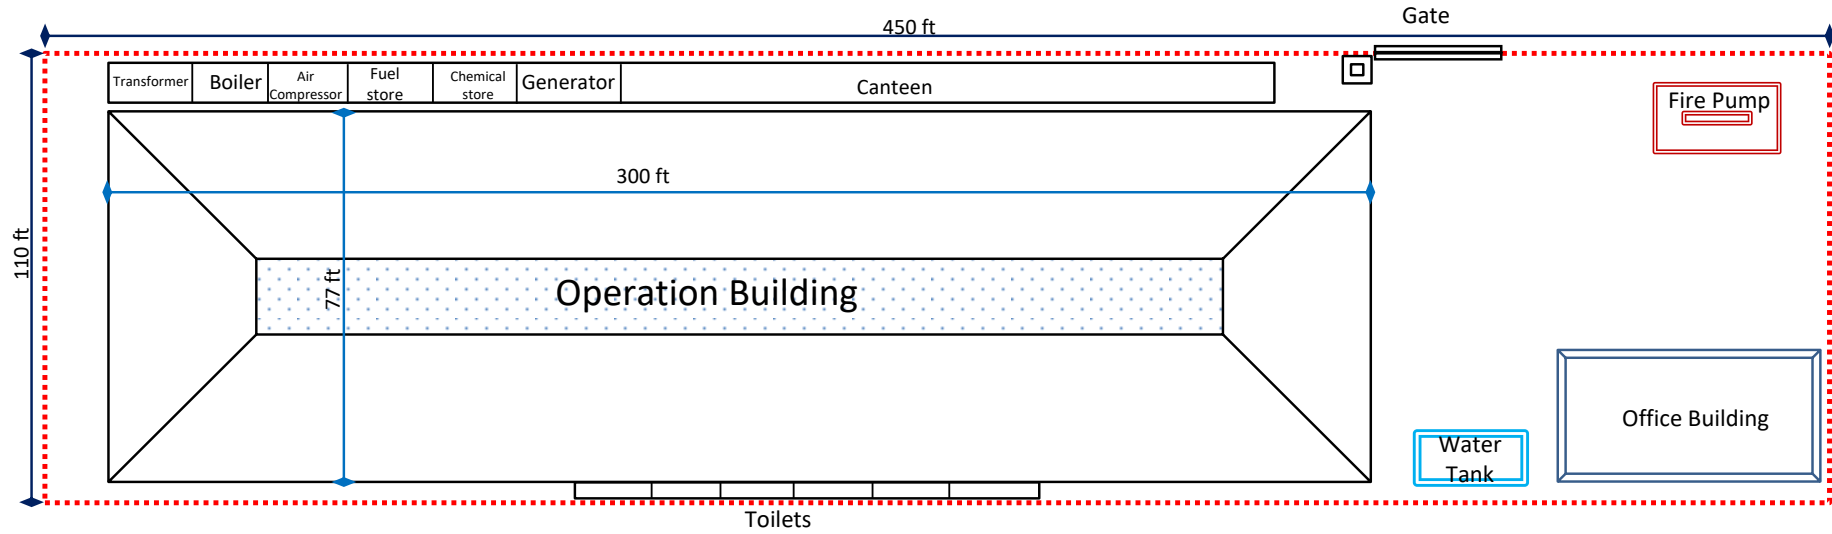 450 ft
Gate
Transformer
Boiler
Air
Compressor
Fuel
store
Chemical
store
Generator
Canteen
Fire Pump
300 ft
110 ft
77 ft
Operation Building
Office Building
Water
Tank
Toilets